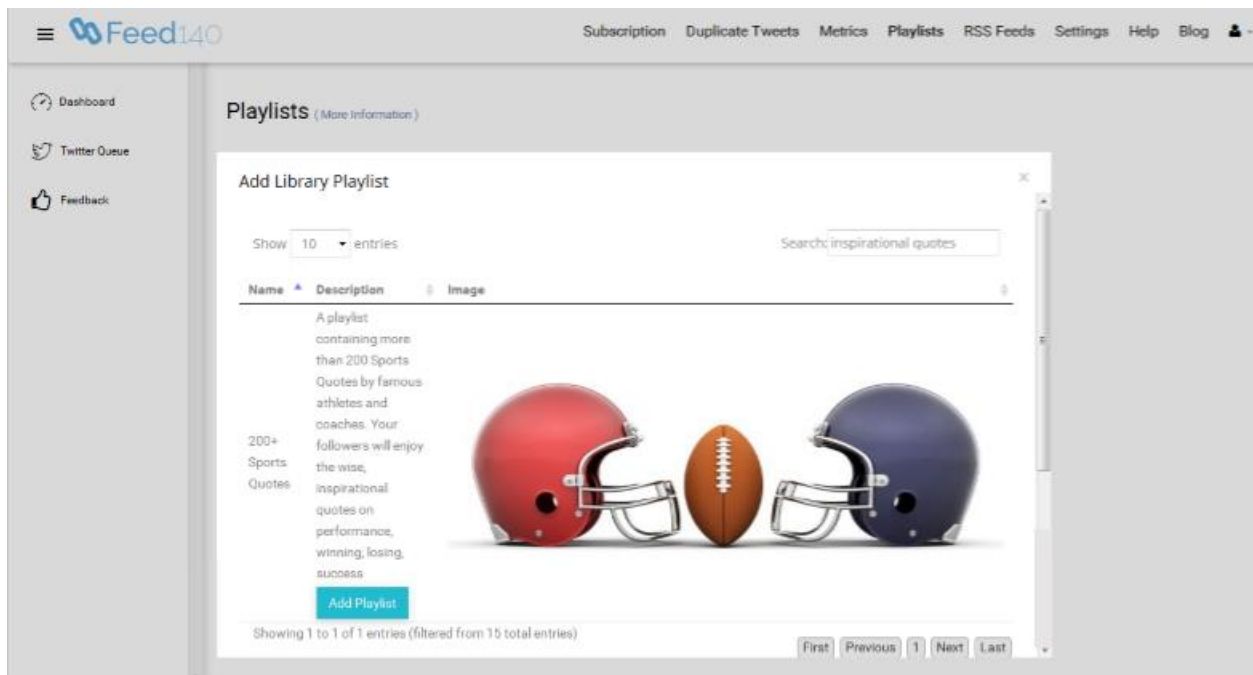 Feed140
Subscription Duplicate Tweets Metrics Playlists RSS Feeds Settings Help Blog
Dashboard
Twitter Queue
Feedback
Playlists (More Information)
Add Library Playlist
×
Show 10 entries
Search: inspirational quotes
Name Description Image
200+
Sports
Quotes
A playlist
containing more
than 200 Sports
Quotes by famous
athletes and
coaches. Your
followers will enjoy
the wise,
inspirational
quotes on
performance,
winning, losing,
success
Add Playlist
Showing 1 to 1 of 1 entries (filtered from 15 total entries)
First Previous 1 Next Last